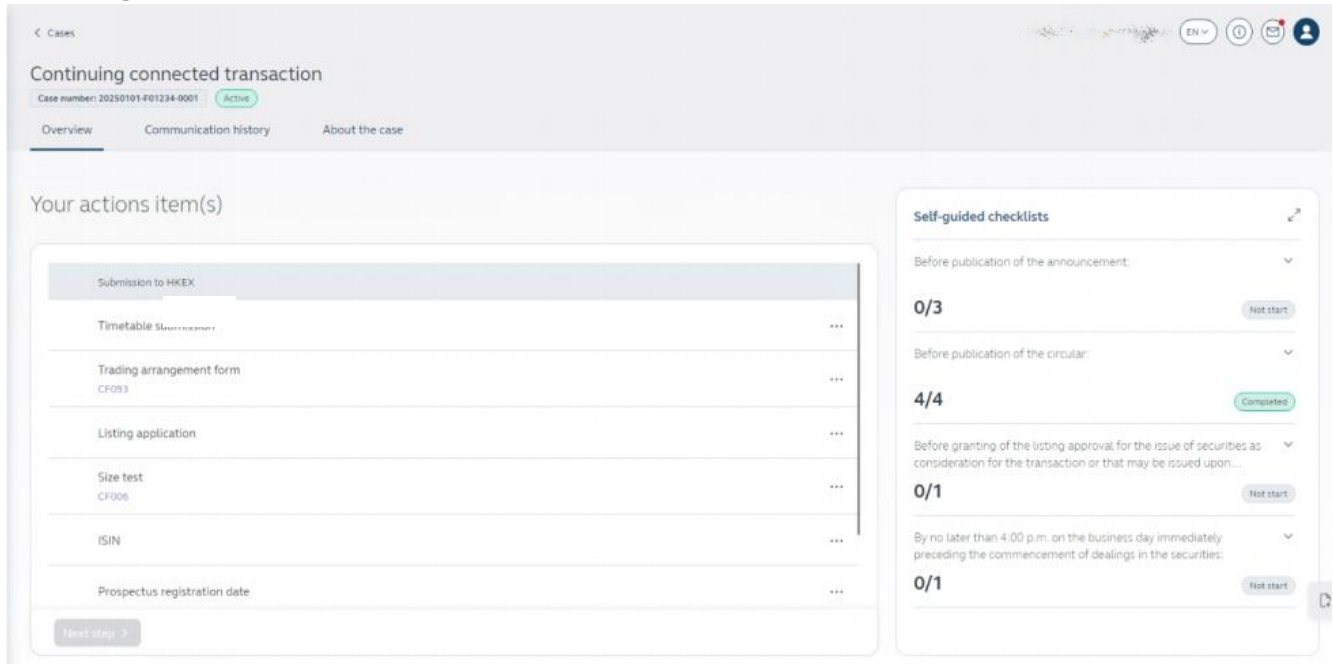 Cases
EN
Continuing connected transaction
Case number: 20250101-F01234-0001 Active
Overview Communication history About the case
Your actions item(s)
Submission to HKEX
Timetable
Trading arrangement form
CF093
Listing application
Size test
CF006
ISIN
Prospectus registration date
Next step
Self-guided checklists
Before publication of the announcement:
0/3 Not start
Before publication of the circular:
4/4 Completed
Before granting of the listing approval for the issue of securities as
consideration for the transaction or that may be issued upon...
0/1 Not start
By no later than 4:00 p.m. on the business day immediately
preceding the commencement of dealings in the securities:
0/1 Not start